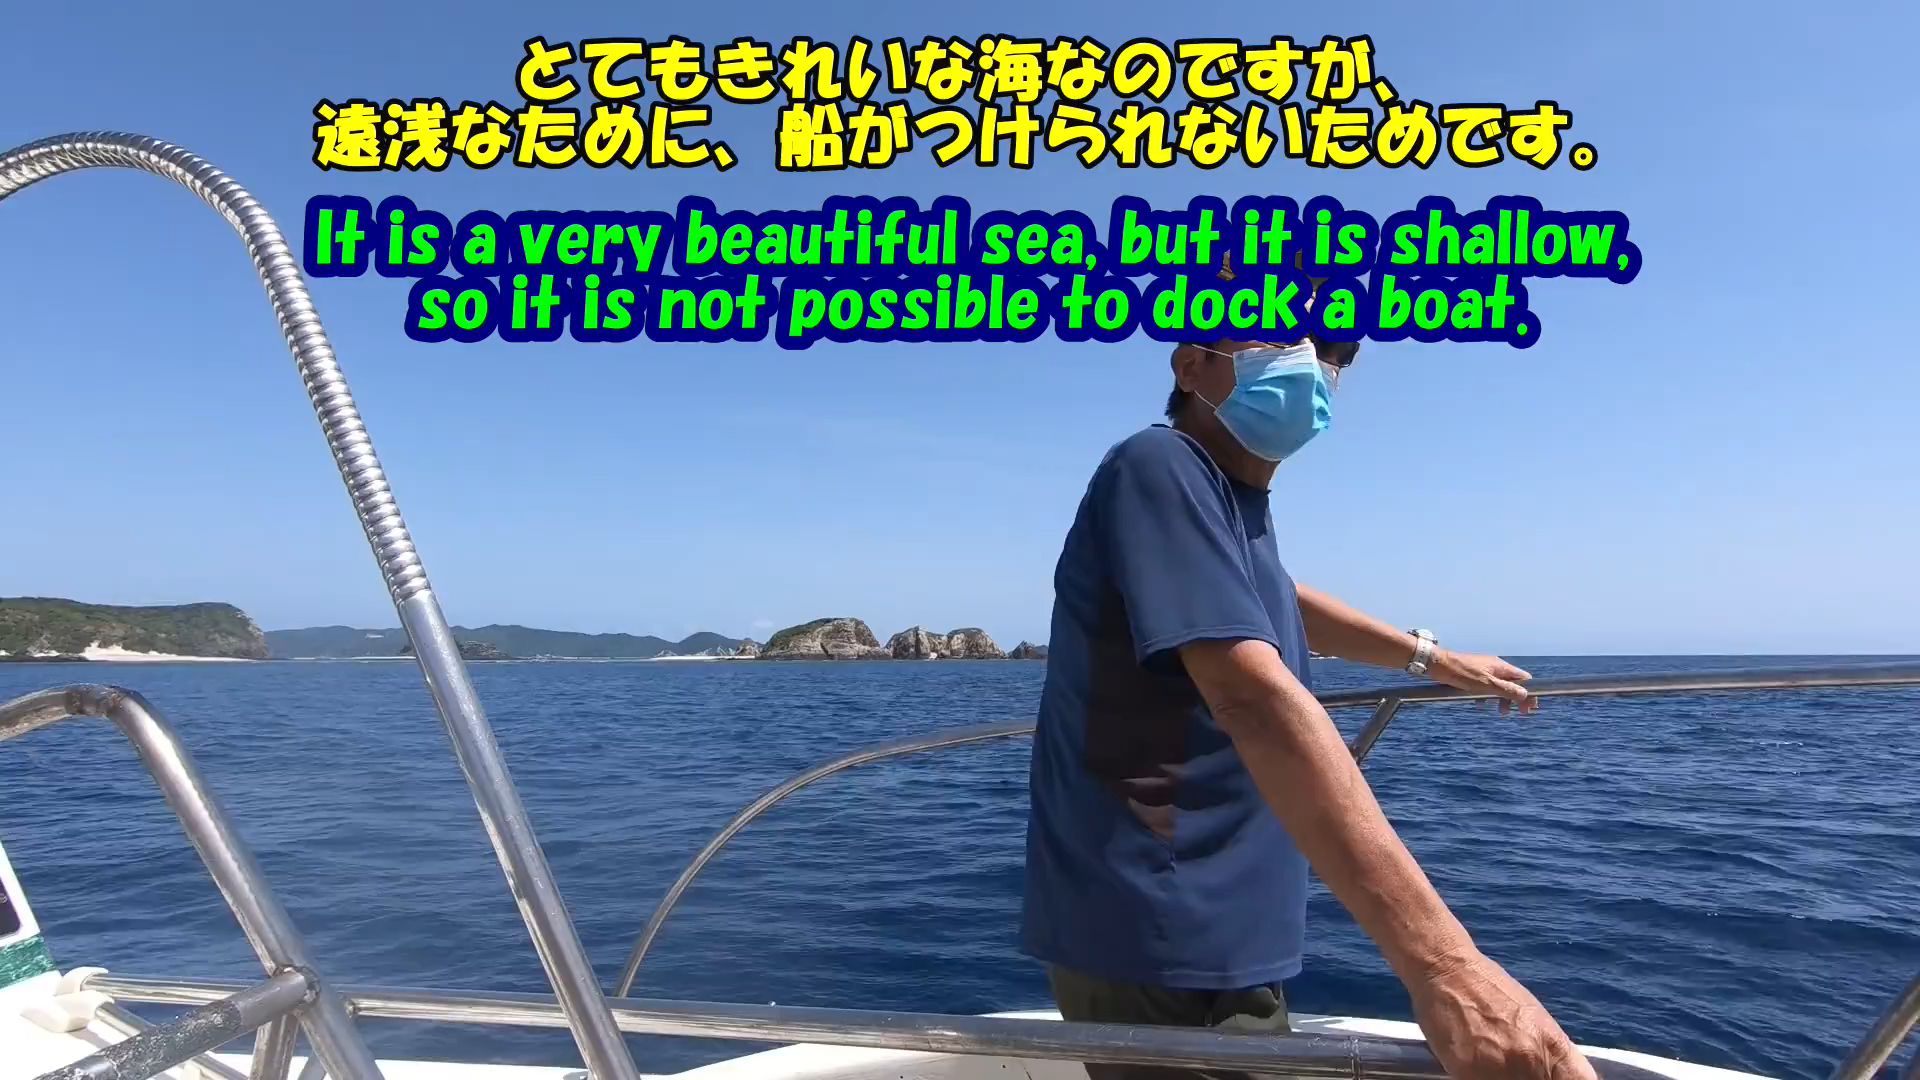 とてもきれいな海なのですが、
遠浅なために、船がつけられないためです。
It is a very beautiful sea, but it is shallow,
so it is not possible to dock a boat.